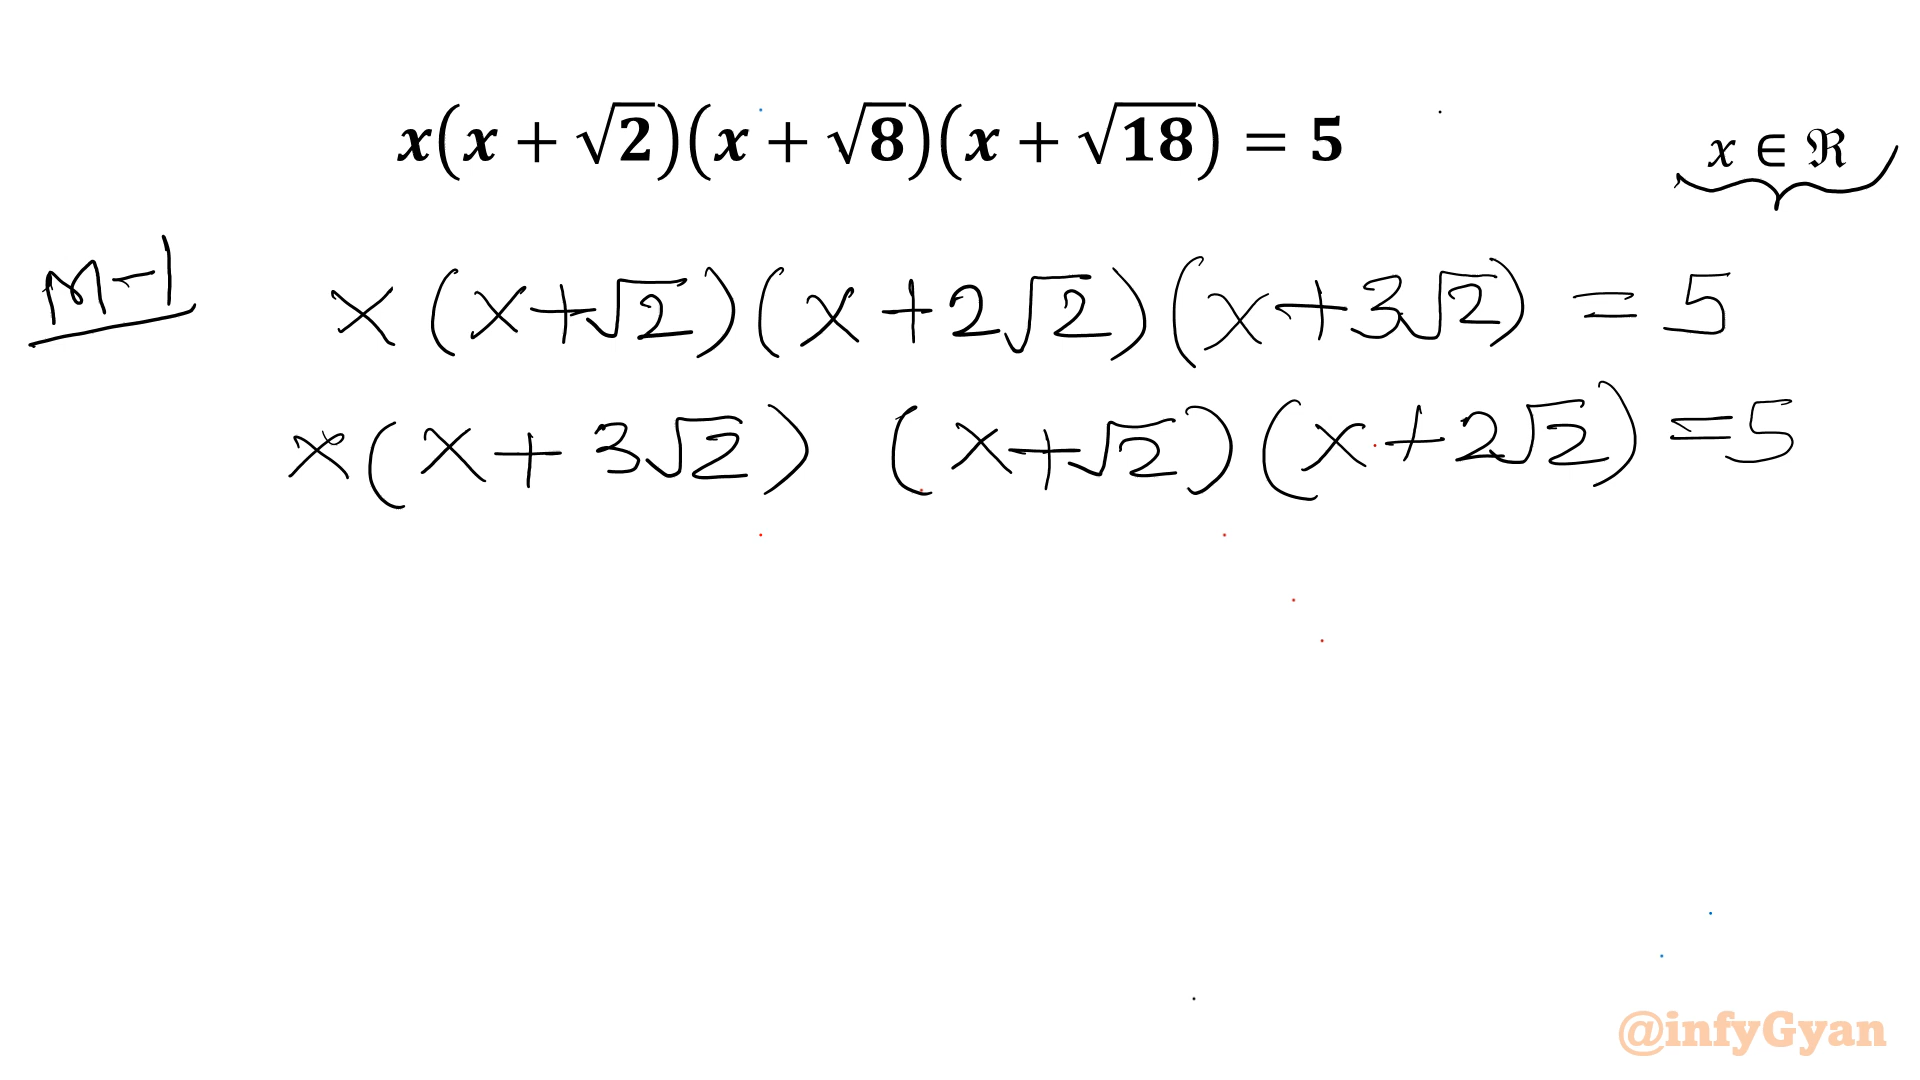 x(x + √2)(x + √8)(x + √18) = 5
x ∈ ℜ
M-1
x(x+√2)(x+2√2)(x+3√2) = 5
x(x+3√2) (x+√2)(x+2√2) = 5
@infyGyan